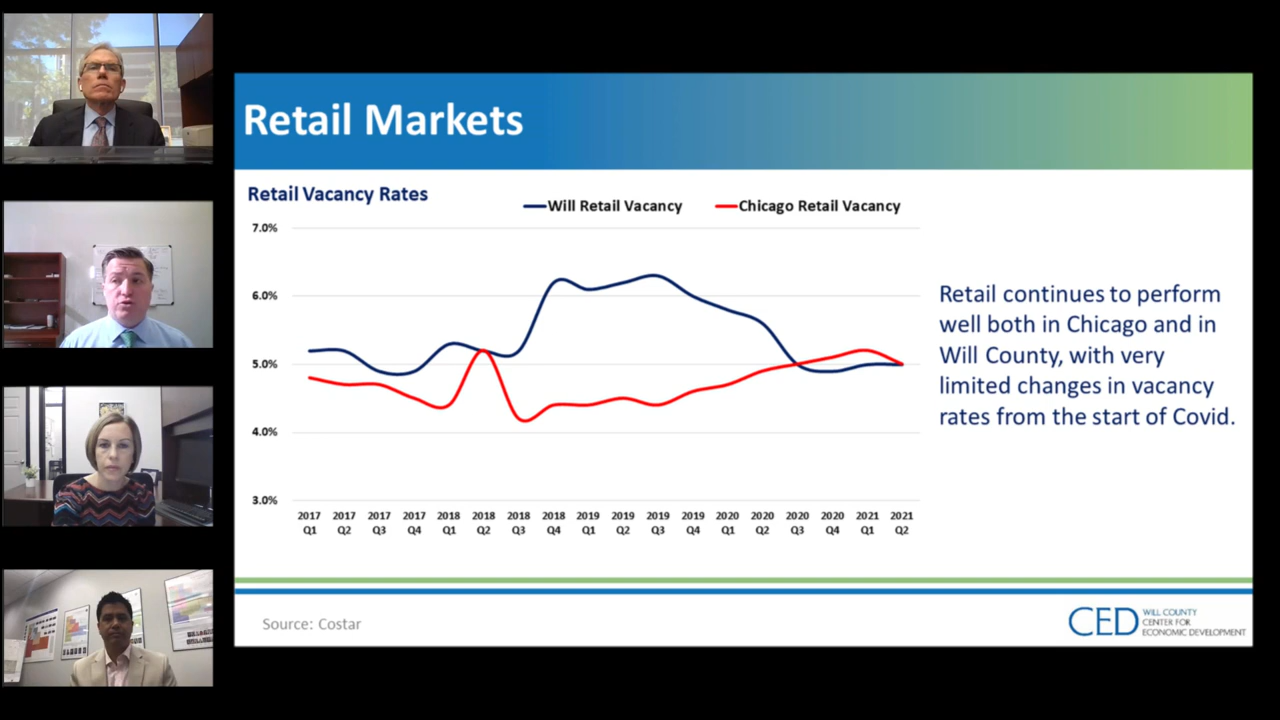 Retail Markets
Retail Vacancy Rates
Will Retail Vacancy
Chicago Retail Vacancy
7.0%
6.0%
5.0%
4.0%
3.0%
2017 2017 2017 2017 2018 2018 2018 2018 2019 2019 2019 2019 2020 2020 2020 2020 2021 2021
Q1 Q2 Q3 Q4 Q1 Q2 Q3 Q4 Q1 Q2 Q3 Q4 Q1 Q2 Q3 Q4 Q1 Q2
Retail continues to perform
well both in Chicago and in
Will County, with very
limited changes in vacancy
rates from the start of Covid.
Source: Costar
CED
WILL COUNTY
CENTER FOR
ECONOMIC DEVELOPMENT